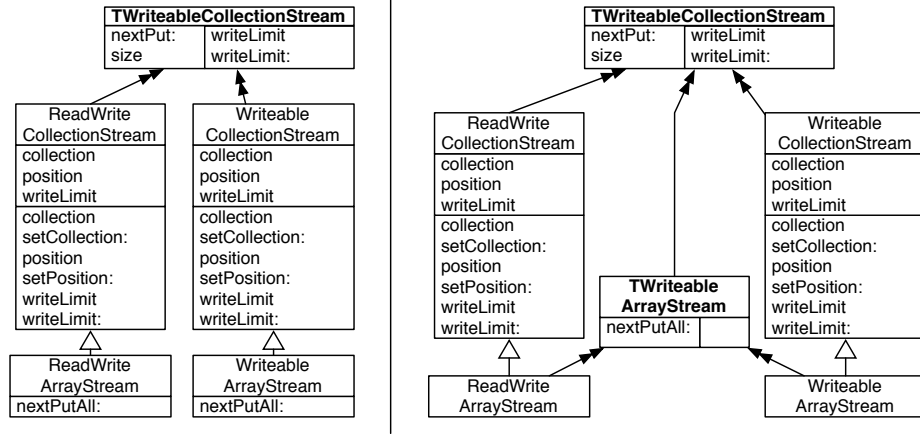 TWriteableCollectionStream
nextPut: writeLimit
size writeLimit:
ReadWrite
CollectionStream
collection
position
writeLimit
collection
setCollection:
position
setPosition:
writeLimit
writeLimit:
ReadWrite
ArrayStream
nextPutAll:
Writeable
CollectionStream
collection
position
writeLimit
collection
setCollection:
position
setPosition:
writeLimit
writeLimit:
Writeable
ArrayStream
nextPutAll:
TWriteableCollectionStream
nextPut: writeLimit
size writeLimit:
ReadWrite
CollectionStream
collection
position
writeLimit
collection
setCollection:
position
setPosition:
writeLimit
writeLimit:
ReadWrite
ArrayStream
TWriteable
ArrayStream
nextPutAll:
Writeable
CollectionStream
collection
position
writeLimit
collection
setCollection:
position
setPosition:
writeLimit
writeLimit:
Writeable
ArrayStream